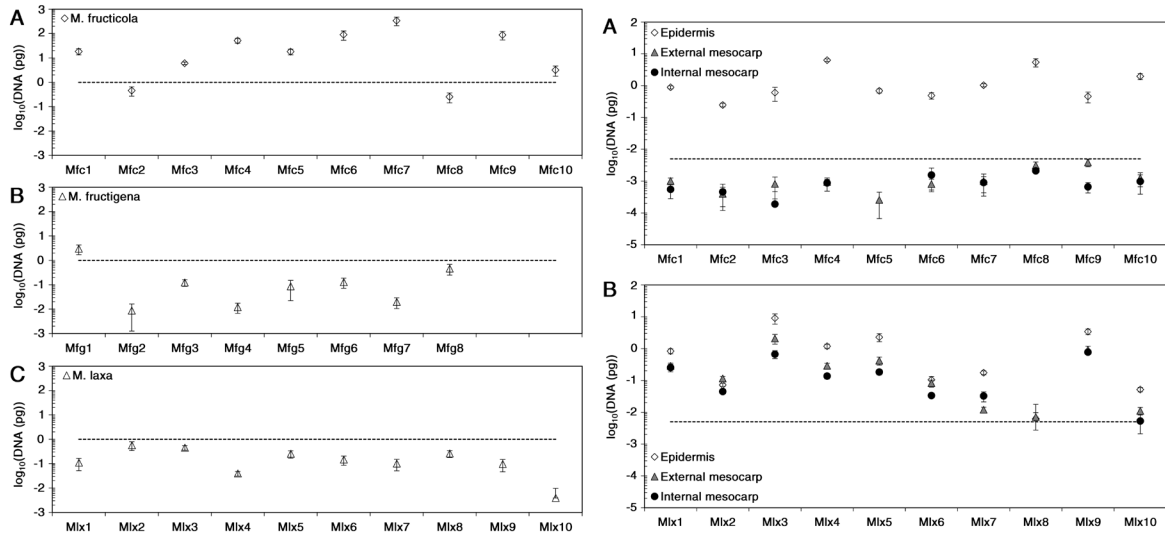 A
3
2
1
0
-1
-2
-3
log10(DNA (pg))
M. fructicola
Mfc1 Mfc2 Mfc3 Mfc4 Mfc5 Mfc6 Mfc7 Mfc8 Mfc9 Mfc10
B
1
0
-1
-2
-3
log10(DNA (pg))
M. fructigena
Mfg1 Mfg2 Mfg3 Mfg4 Mfg5 Mfg6 Mfg7 Mfg8
C
1
0
-1
-2
-3
log10(DNA (pg))
M. laxa
Mlx1 Mlx2 Mlx3 Mlx4 Mlx5 Mlx6 Mlx7 Mlx8 Mlx9 Mlx10
A
2
1
0
-1
-2
-3
-4
-5
log10(DNA (pg))
Epidermis
External mesocarp
Internal mesocarp
Mfc1 Mfc2 Mfc3 Mfc4 Mfc5 Mfc6 Mfc7 Mfc8 Mfc9 Mfc10
B
2
1
0
-1
-2
-3
-4
-5
log10(DNA (pg))
Epidermis
External mesocarp
Internal mesocarp
Mlx1 Mlx2 Mlx3 Mlx4 Mlx5 Mlx6 Mlx7 Mlx8 Mlx9 Mlx10